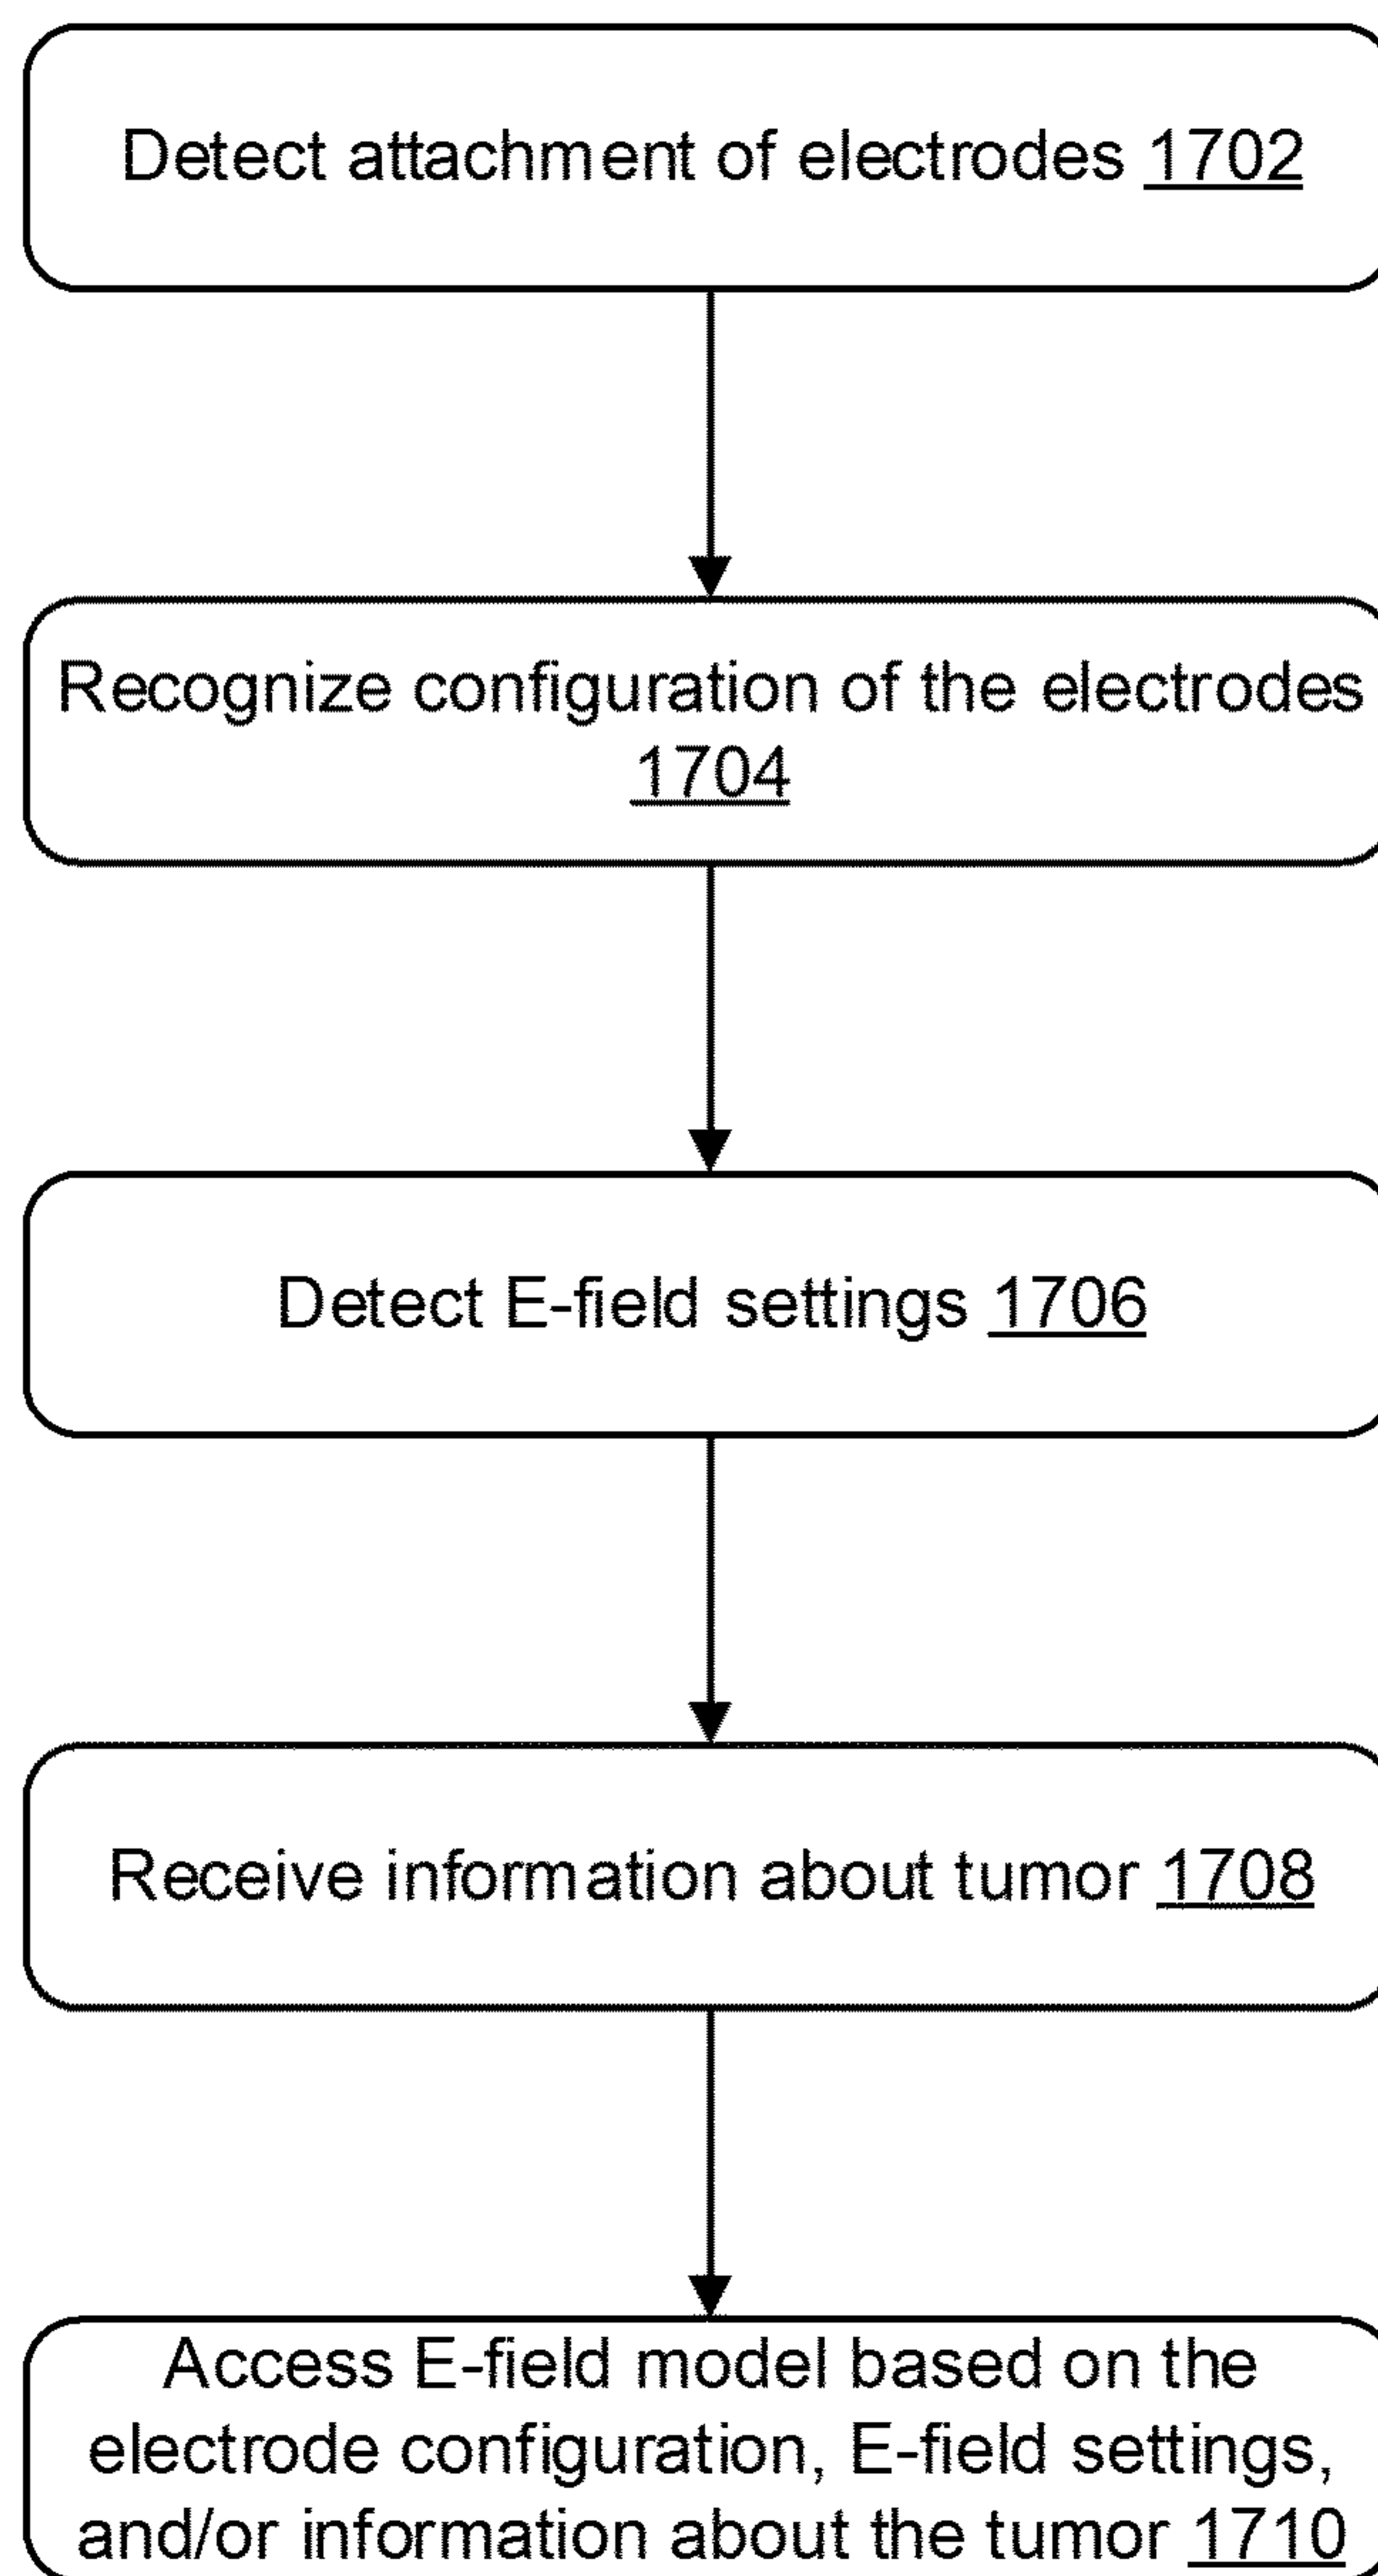 Detect attachment of electrodes 1702
Recognize configuration of the electrodes
1704
Detect E-field settings 1706
Receive information about tumor 1708
Access E-field model based on the
electrode configuration, E-field settings,
and/or information about the tumor 1710